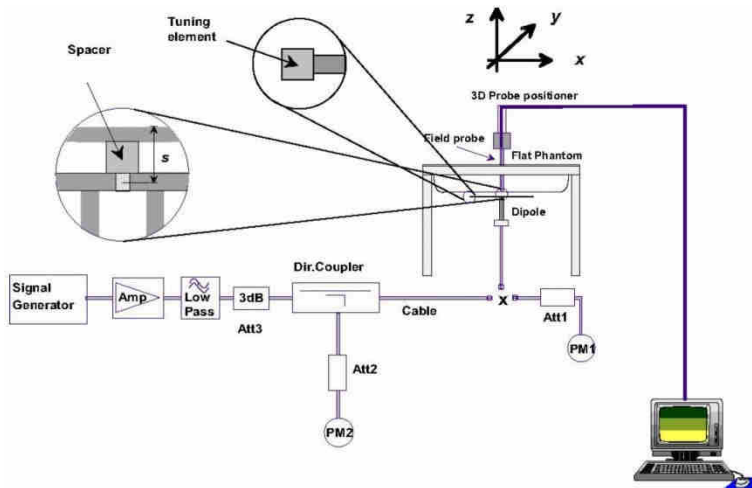 z
y
x
Tuning
element
Spacer
s
3D Probe positioner
Field probe
Flat Phantom
Dipole
Dir.Coupler
Signal
Generator
Amp
Low
Pass
3dB
Att3
Cable
x
Att1
PM1
Att2
PM2